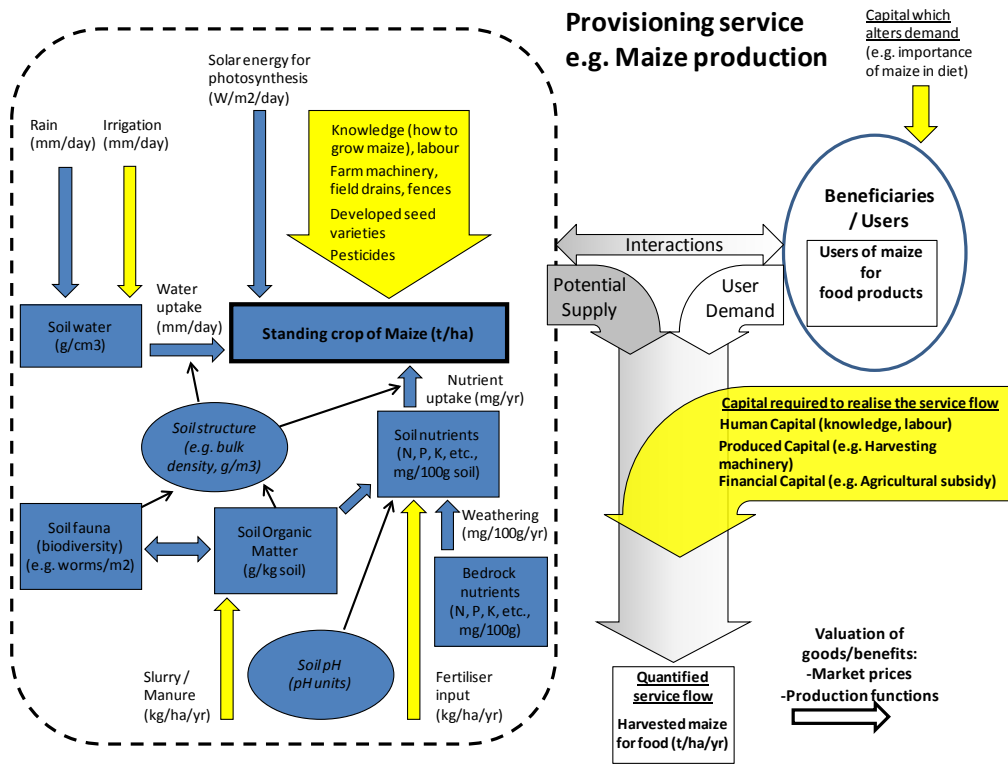 Provisioning service
e.g. Maize production
Capital which
alters demand
(e.g. importance
of maize in diet)
Solar energy for
photosynthesis
(W/m2/day)
Rain
(mm/day)
Irrigation
(mm/day)
Knowledge (how to
grow maize), labour
Farm machinery,
field drains, fences
Developed seed
varieties
Pesticides
Beneficiaries
/ Users
Users of maize
for
food products
Interactions
Potential
Supply
User
Demand
Water
uptake
(mm/day)
Soil water
(g/cm3)
Standing crop of Maize (t/ha)
Nutrient
uptake (mg/yr)
Soil structure
(e.g. bulk
density, g/m3)
Soil nutrients
(N, P, K, etc.,
mg/100g soil)
Capital required to realise the service flow
Human Capital (knowledge, labour)
Produced Capital (e.g. Harvesting
machinery)
Financial Capital (e.g. Agricultural subsidy)
Soil fauna
(biodiversity)
(e.g. worms/m2)
Soil Organic
Matter
(g/kg soil)
Weathering
(mg/100g/yr)
Bedrock
nutrients
(N, P, K, etc.,
mg/100g)
Soil pH
(pH units)
Slurry /
Manure
(kg/ha/yr)
Fertiliser
input
(kg/ha/yr)
Quantified
service flow
Harvested maize
for food (t/ha/yr)
Valuation of
goods/benefits:
-Market prices
-Production functions